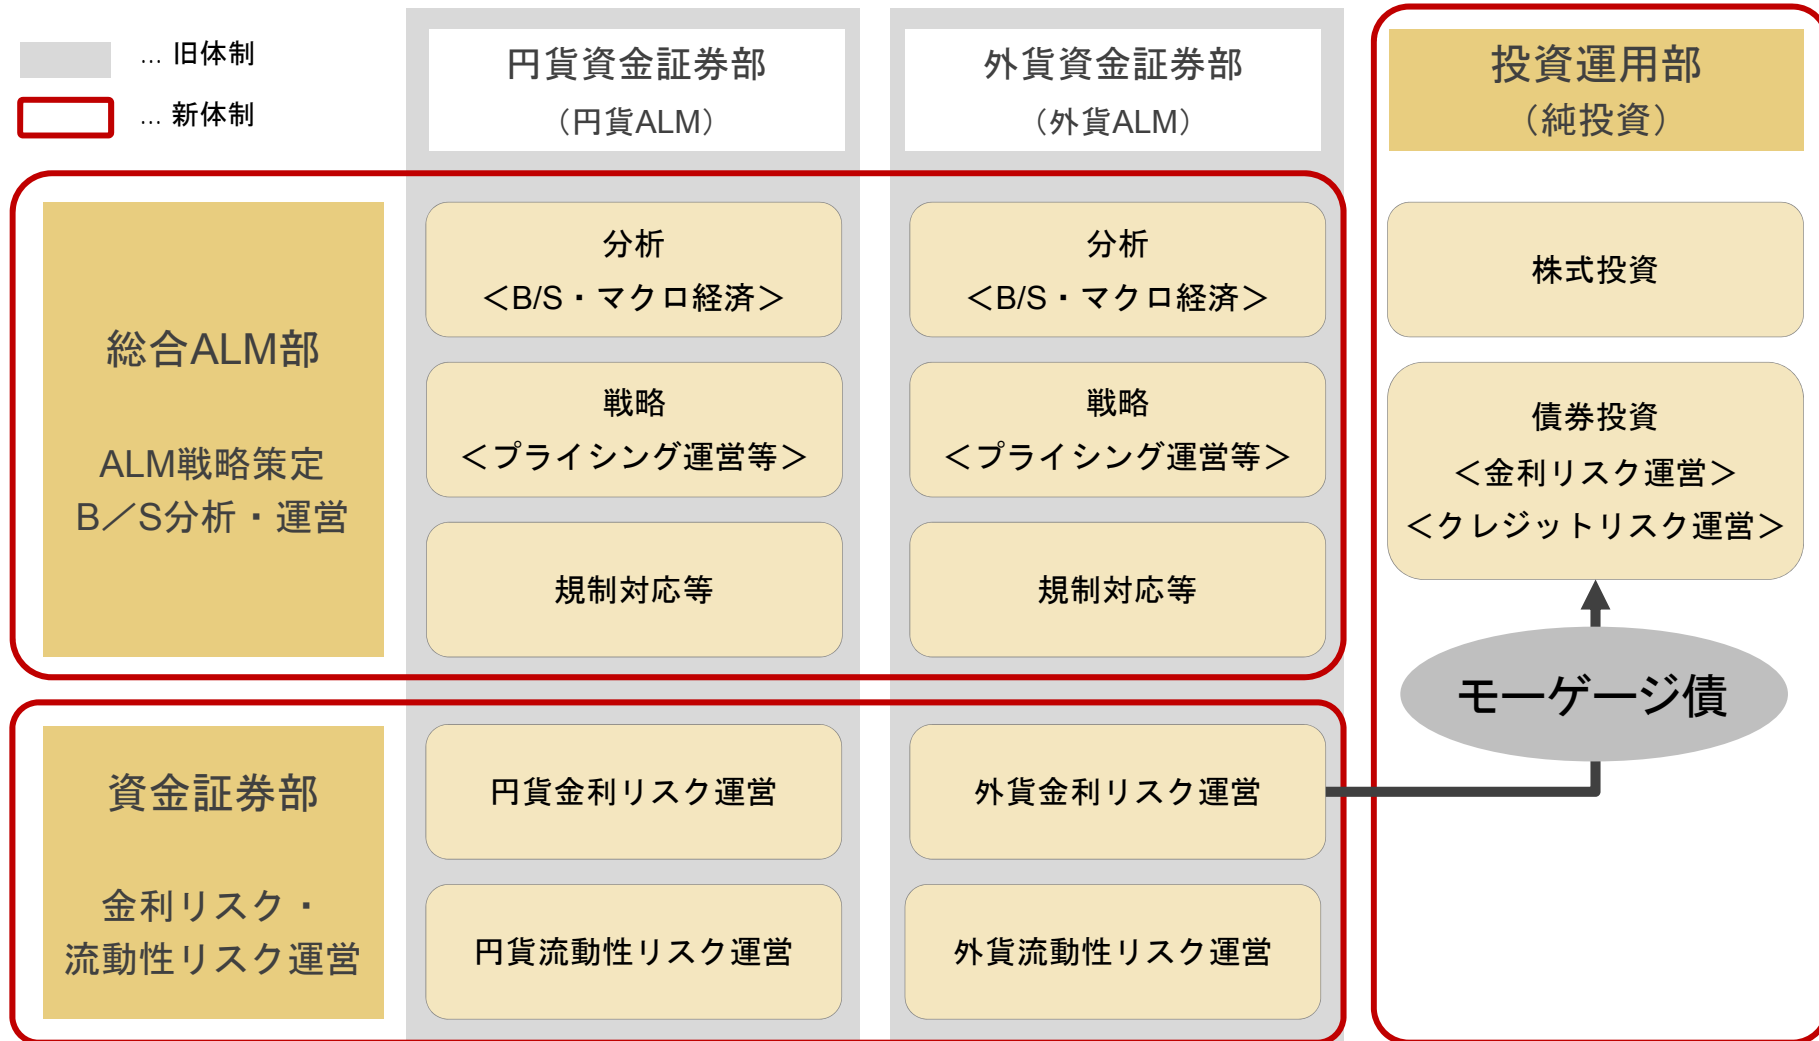 … 旧体制
… 新体制
円貨資金証券部
（円貨ALM）
外貨資金証券部
（外貨ALM）
投資運用部
（純投資）
総合ALM部
ALM戦略策定
B／S分析・運営
分析
＜B/S・マクロ経済＞
分析
＜B/S・マクロ経済＞
戦略
＜プライシング運営等＞
戦略
＜プライシング運営等＞
規制対応等
規制対応等
株式投資
債券投資
＜金利リスク運営＞
＜クレジットリスク運営＞
モーゲージ債
資金証券部
金利リスク・
流動性リスク運営
円貨金利リスク運営
外貨金利リスク運営
円貨流動性リスク運営
外貨流動性リスク運営